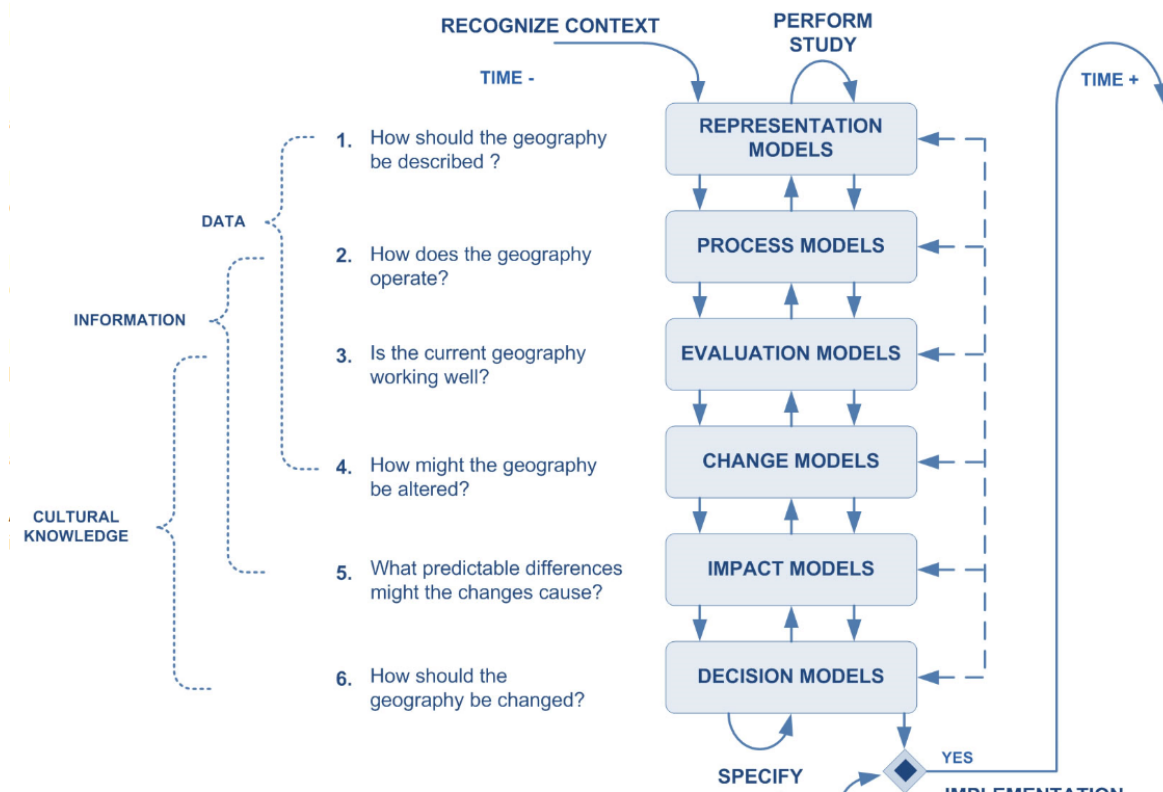 RECOGNIZE CONTEXT
PERFORM
STUDY
TIME -
TIME +
1. How should the geography
be described ?
REPRESENTATION
MODELS
DATA
2. How does the geography
operate?
PROCESS MODELS
INFORMATION
3. Is the current geography
working well?
EVALUATION MODELS
4. How might the geography
be altered?
CHANGE MODELS
CULTURAL
KNOWLEDGE
5. What predictable differences
might the changes cause?
IMPACT MODELS
6. How should the
geography be changed?
DECISION MODELS
SPECIFY
YES
IMPLEMENTATION